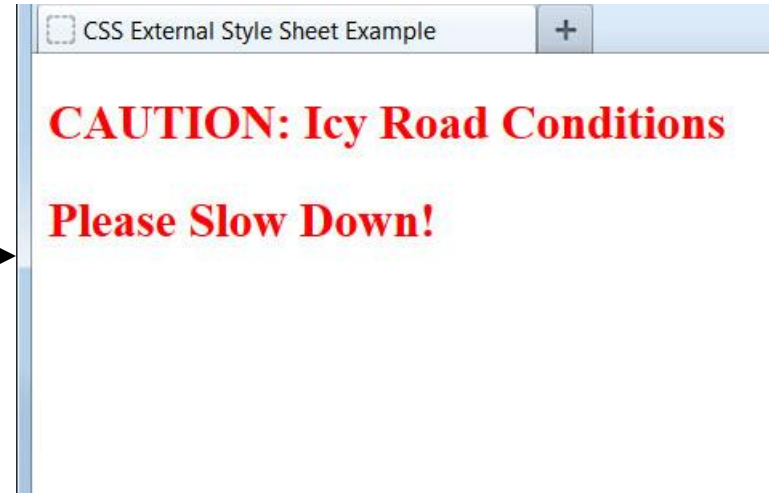 CSS External Style Sheet Example
CAUTION: Icy Road Conditions
Please Slow Down!